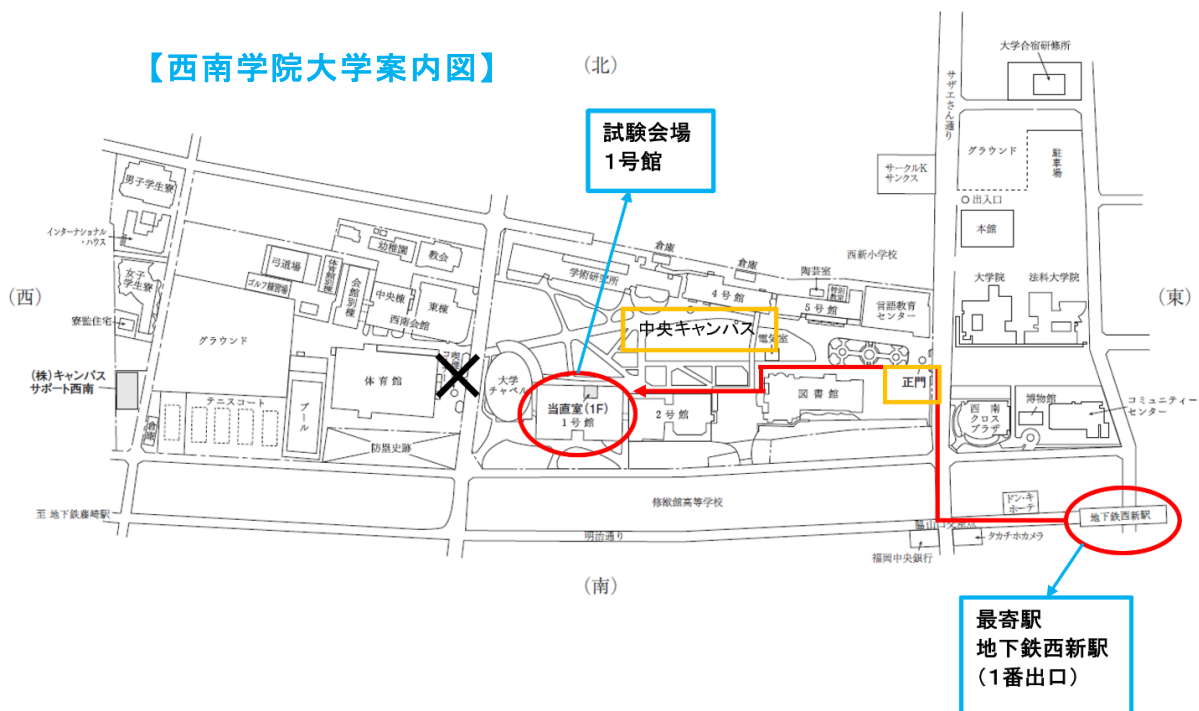 【西南学院大学案内図】
（北）
大学合宿研修所
サザエさん通り
試験会場
１号館
グラウンド
駐車場
サークルK
サンクス
男子学生寮
出入口
本館
インターナショナル
・ハウス
幼稚園
教会
倉庫
西新小学校
弓道場
体育館別棟
会館別棟
ゴルフ練習場
中央棟
東棟
西南会館
学術研究所
倉庫
陶芸室
特別教室
4号館
5号館
言語教育
センター
大学院
法科大学院
（西）
（東）
女子
学生寮
寮監住宅
グラウンド
中央キャンパス
電気室
(株)キャンパス
サポート西南
体育館
大学
チャペル
当直室(1F)
1号館
2号館
図書館
正門
西南
クロス
プラザ
博物館
コミュニティー
センター
テニスコート
プール
倉庫
防塁史跡
修猷館高等学校
ドン・キ
ホーテ
地下鉄西新駅
至 地下鉄藤崎駅
明治通り
タカチホカメラ
福岡中央銀行
（南）
最寄駅
地下鉄西新駅
（１番出口）